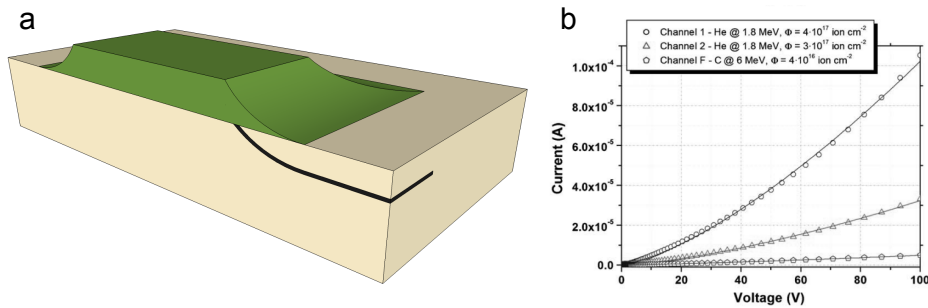 a
b
Channel 1 - He @ 1.8 MeV, Φ = 4·10¹⁷ ion cm⁻²
Channel 2 - He @ 1.8 MeV, Φ = 3·10¹⁷ ion cm⁻²
Channel F - C @ 6 MeV, Φ = 4·10¹⁶ ion cm⁻²
1.0x10⁻⁴
8.0x10⁻⁵
6.0x10⁻⁵
4.0x10⁻⁵
2.0x10⁻⁵
0.0
Current (A)
0 20 40 60 80 100
Voltage (V)